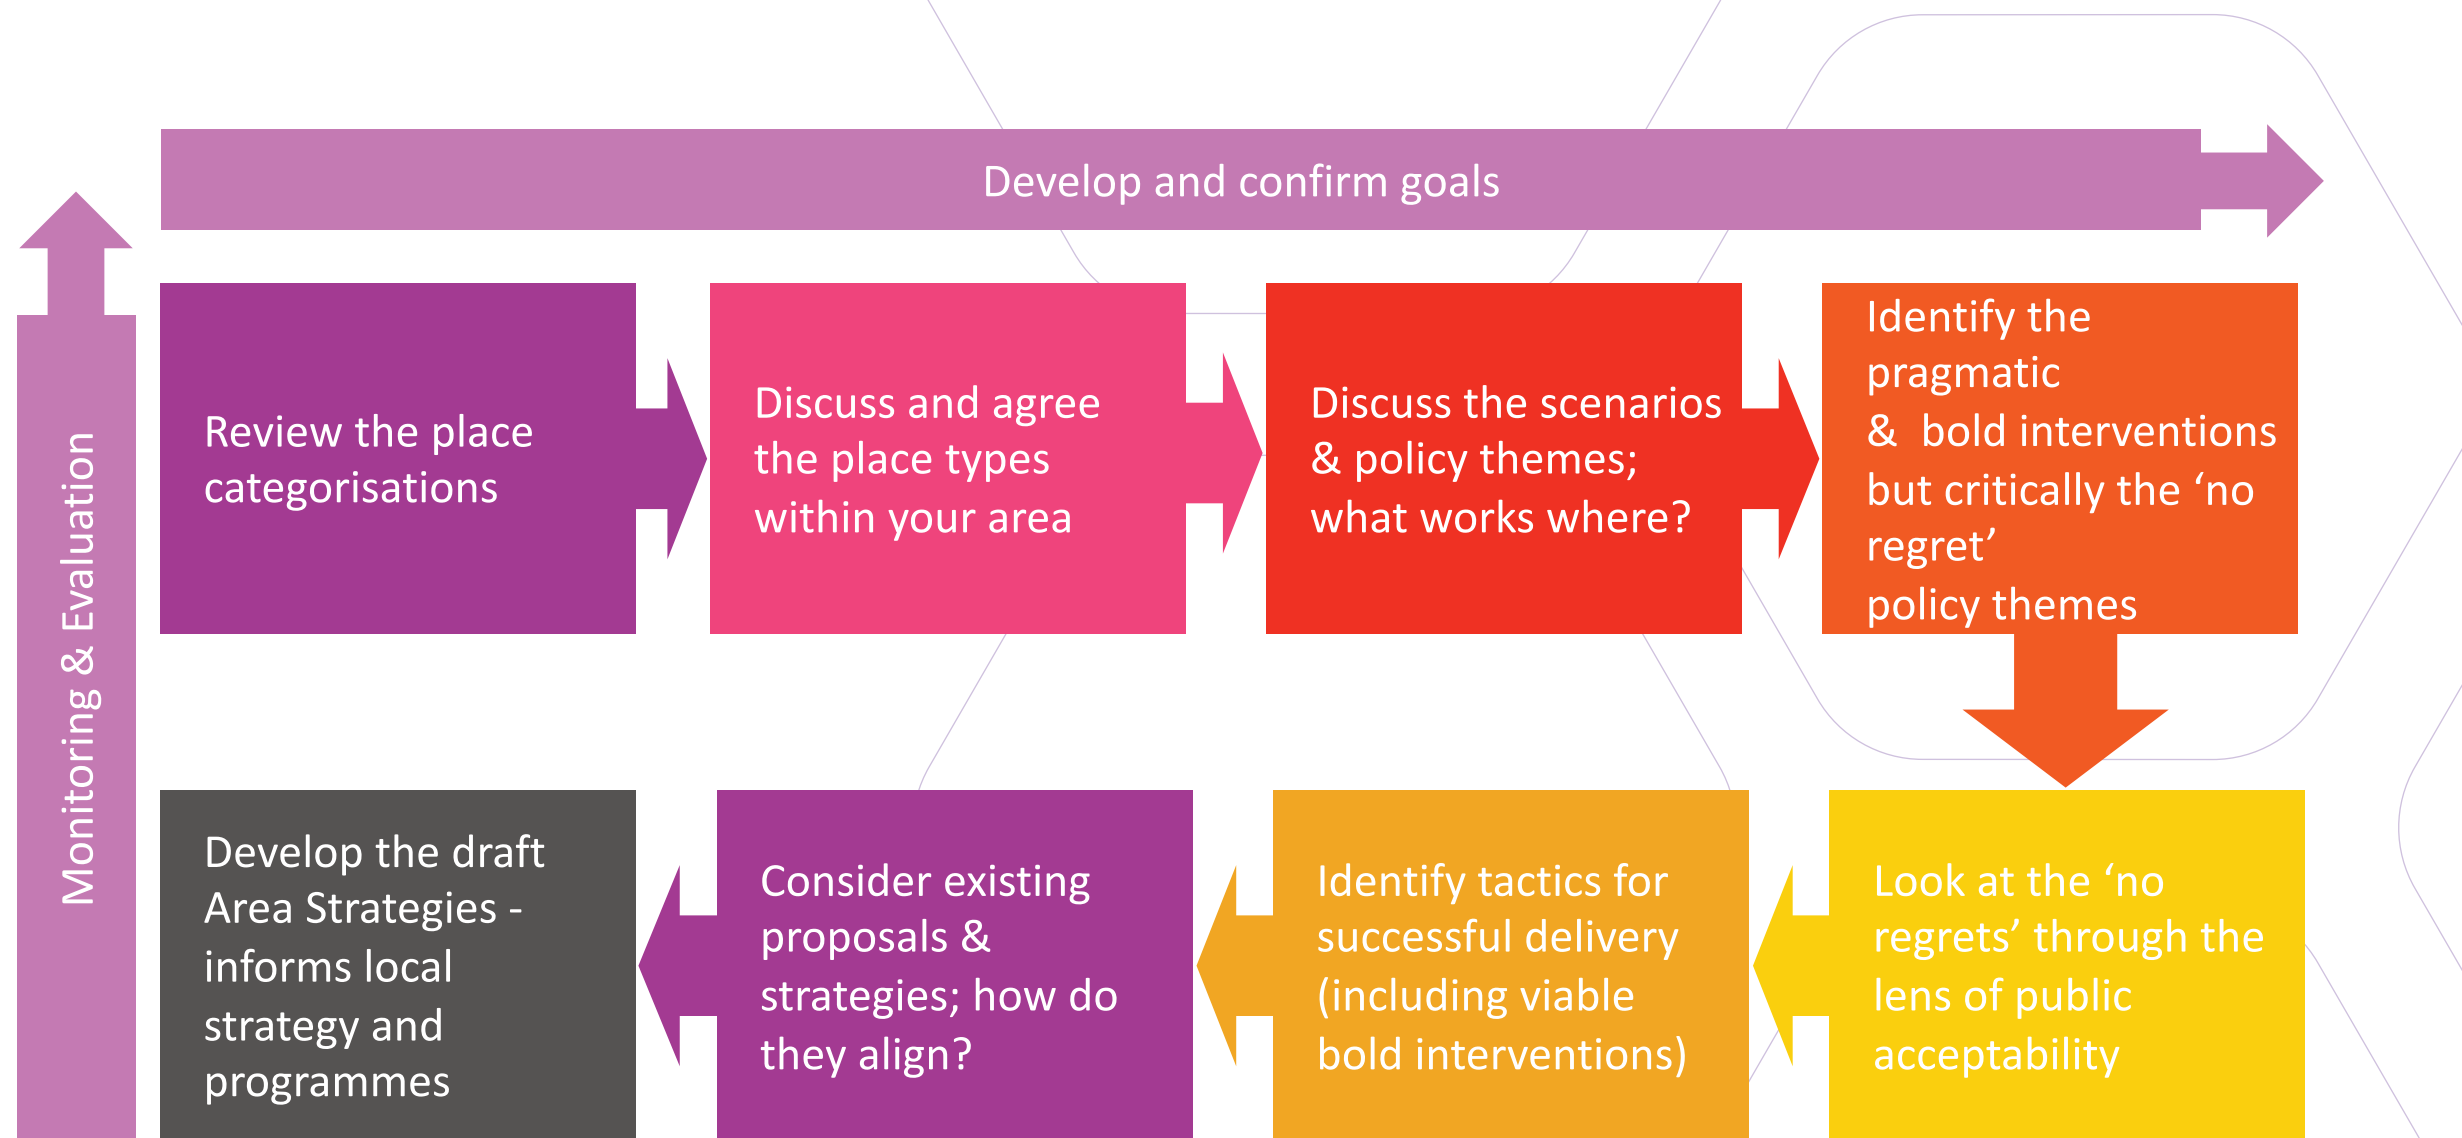 Develop and confirm goals
Monitoring & Evaluation
Review the place
categorisations
Discuss and agree
the place types
within your area
Discuss the scenarios
& policy themes;
what works where?
Identify the
pragmatic
&  bold interventions
but critically the ‘no
regret’
policy themes
Look at the ‘no
regrets’ through the
lens of public
acceptability
Identify tactics for
successful delivery
(including viable
bold interventions)
Consider existing
proposals &
strategies; how do
they align?
Develop the draft
Area Strategies -
informs local
strategy and
programmes